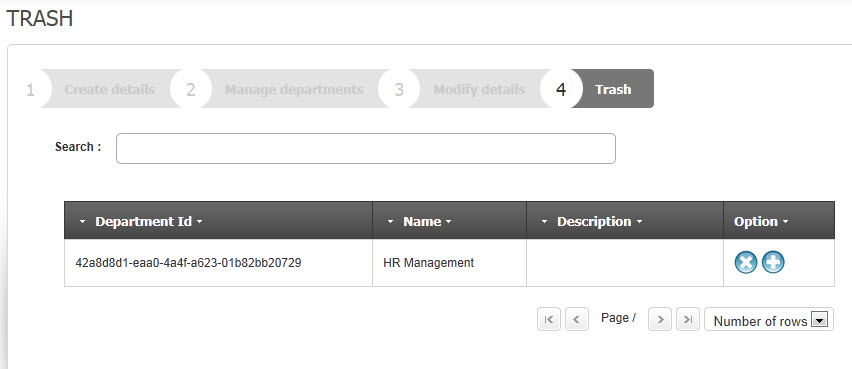 TRASH
1 Create details 2 Manage departments 3 Modify details 4 Trash
Search :
Department Id Name Description Option
42a8d8d1-eaa0-4a4f-a623-01b82bb20729 HR Management
Page / Number of rows